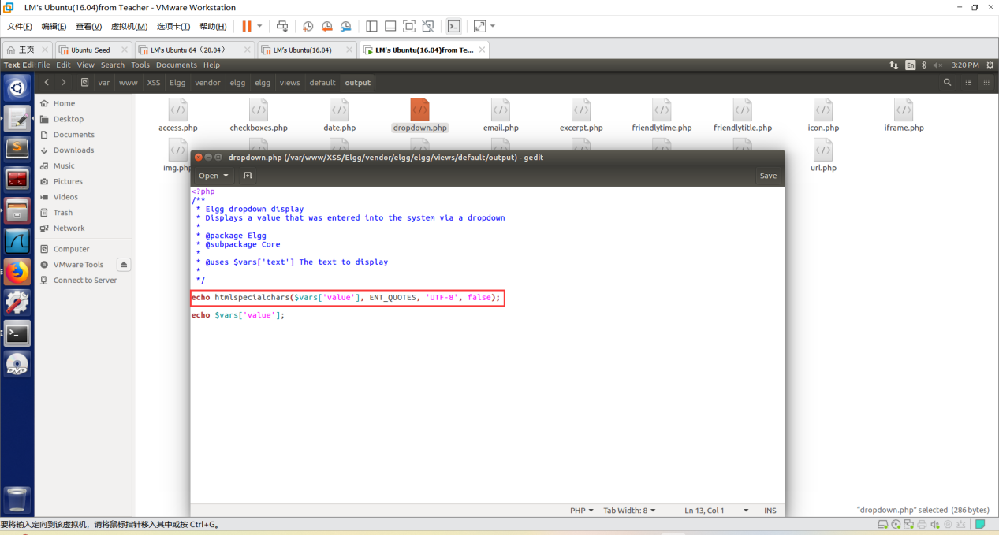 LM's Ubuntu(16.04)from Teacher - VMware Workstation
文件(F) 编辑(E) 查看(V) 虚拟机(M) 选项卡(T) 帮助(H)
主页 Ubuntu-Seed LM's Ubuntu 64（20.04） LM's Ubuntu(16.04) LM's Ubuntu(16.04)from Te...
Text Edi File Edit View Search Tools Documents Help En 3:20 PM
var www XSS Elgg vendor elgg elgg views default output
Home
Desktop
Documents
Downloads
Music
Pictures
Videos
Trash
Network
Computer
VMware Tools
Connect to Server
access.php checkboxes.php date.php dropdown.php email.php excerpt.php friendlytime.php friendlytitle.php icon.php iframe.php
img.php url.php
dropdown.php (/var/www/XSS/Elgg/vendor/elgg/elgg/views/default/output) - gedit
Open Save
<?php
/**
* Elgg dropdown display
* Displays a value that was entered into the system via a dropdown
*
* @package Elgg
* @subpackage Core
*
* @uses $vars['text'] The text to display
*
*/
echo htmlspecialchars($vars['value'], ENT_QUOTES, 'UTF-8', false);
echo $vars['value'];
PHP Tab Width: 8 Ln 13, Col 1 INS
"dropdown.php" selected (286 bytes)
要将输入定向到该虚拟机，请将鼠标指针移入其中或按 Ctrl+G。